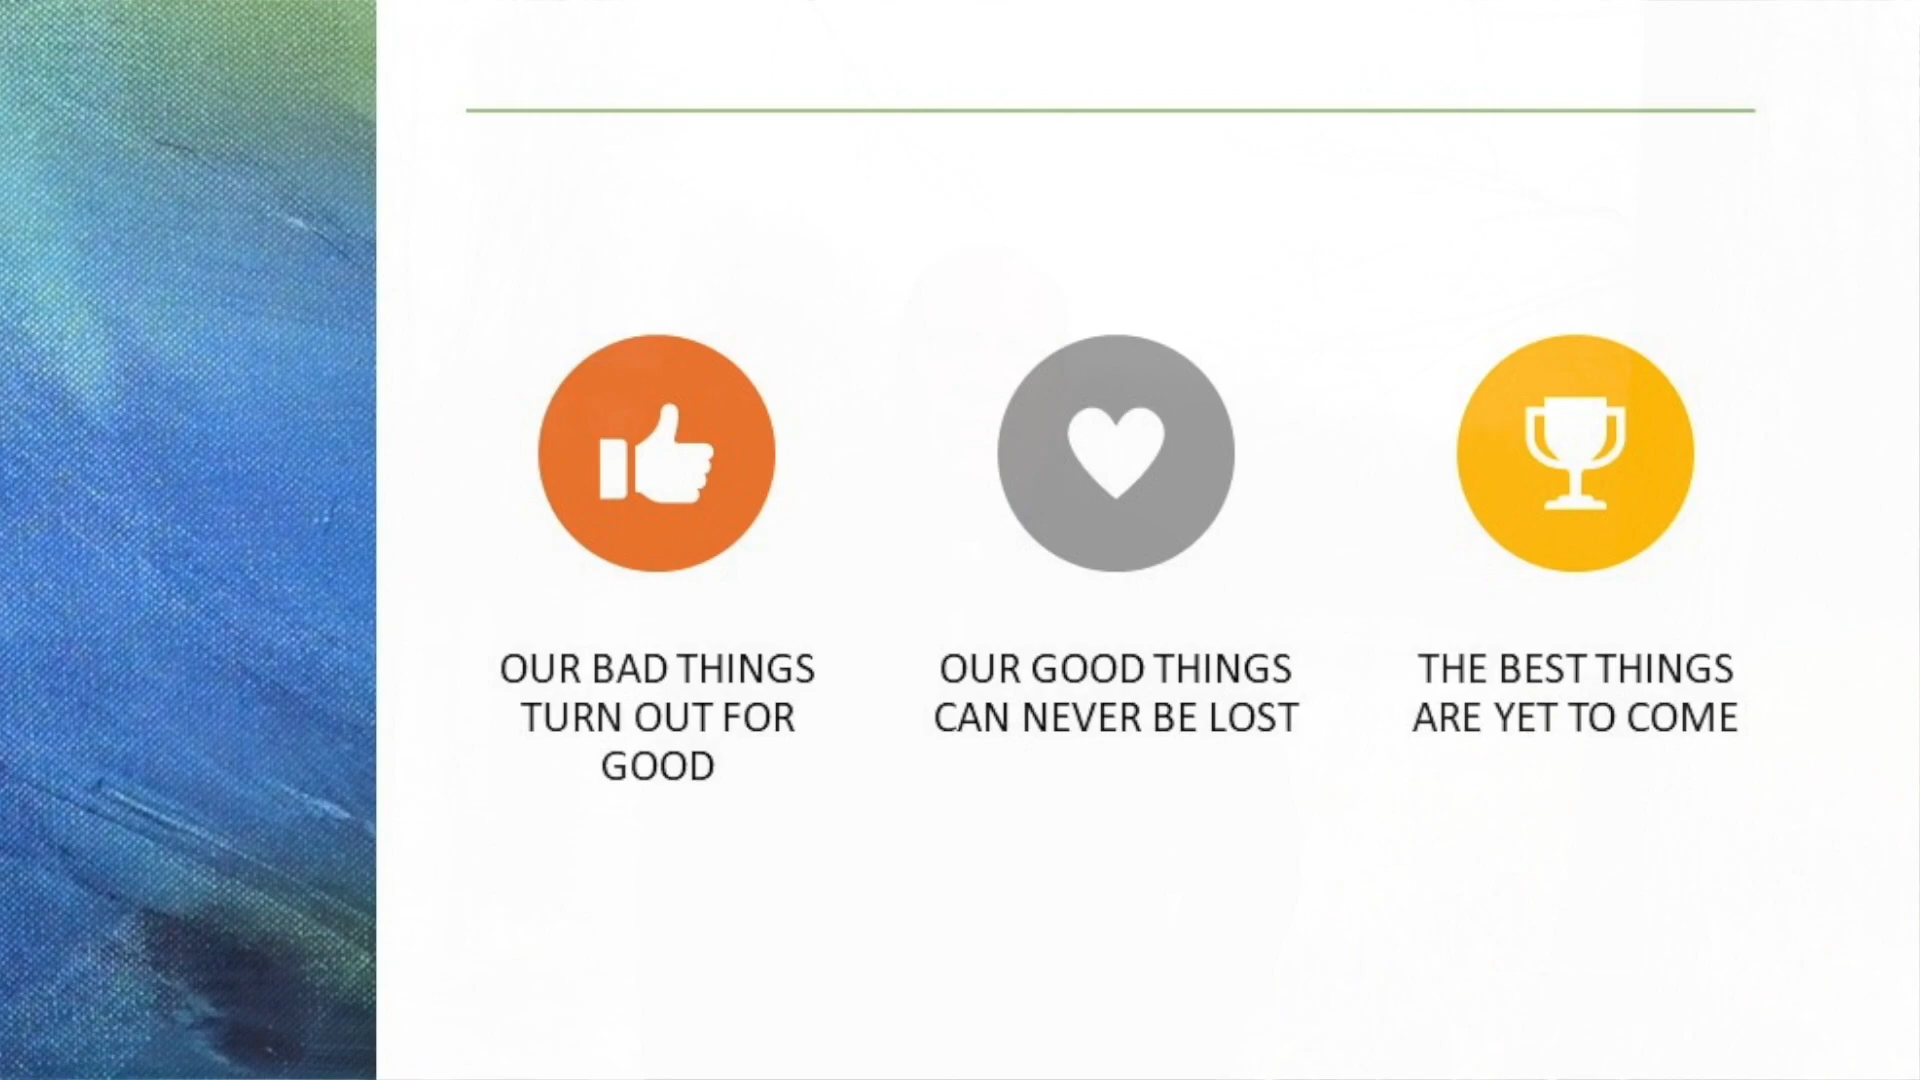 OUR BAD THINGS
TURN OUT FOR
GOOD
OUR GOOD THINGS
CAN NEVER BE LOST
THE BEST THINGS
ARE YET TO COME